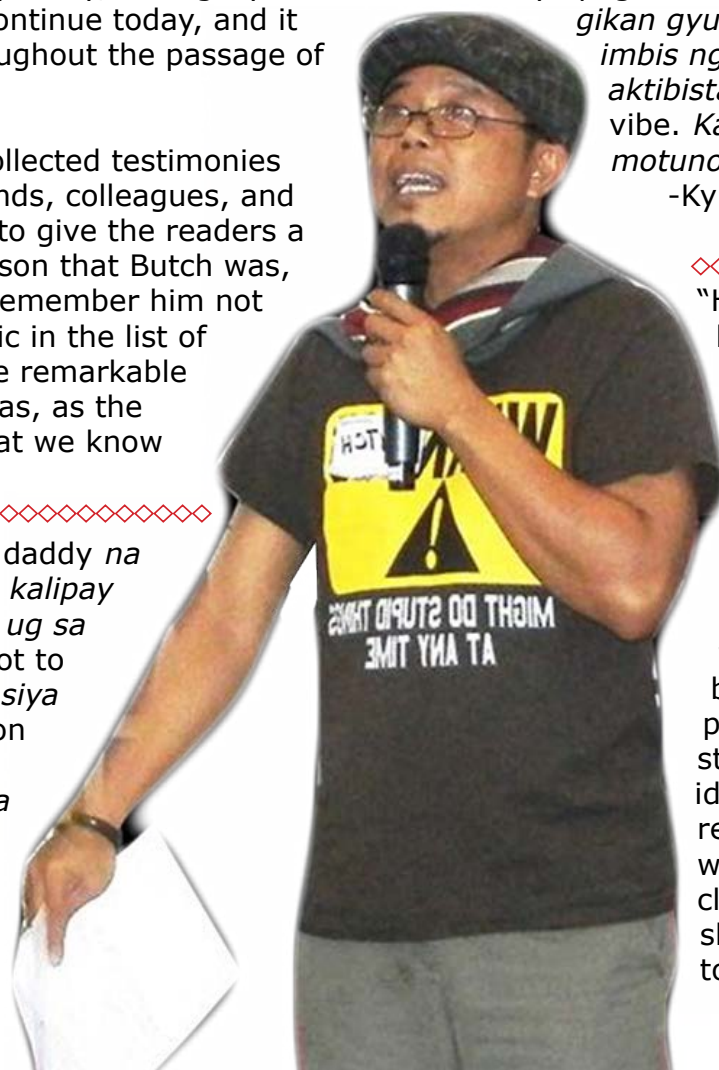 ontinue today, and it
ughout the passage of
ollected testimonies
nds, colleagues, and
to give the readers a
son that Butch was,
emember him not
ic in the list of
e remarkable
as, as the
at we know
daddy na
kalipay
ug sa
ot to
siya
on
a
TCH
MIGHT DO STUPID THINGS
AT ANY TIME
gikan gyu
imbis ng
aktibista
vibe. Ka
motuno
-Ky
"H
b
p
st
id
re
w
cl
sh
to